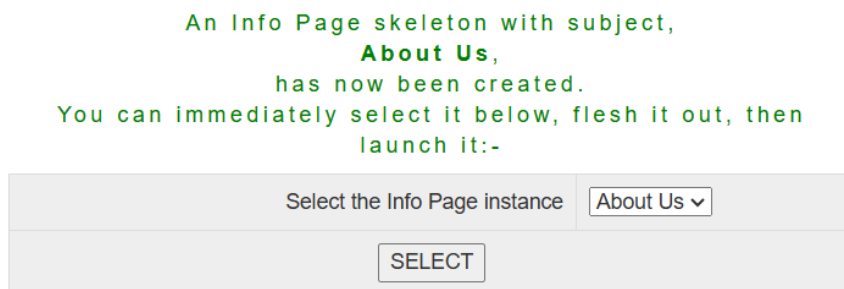 An Info Page skeleton with subject,
About Us,
has now been created.
You can immediately select it below, flesh it out, then
launch it:-
Select the Info Page instance About Us
SELECT